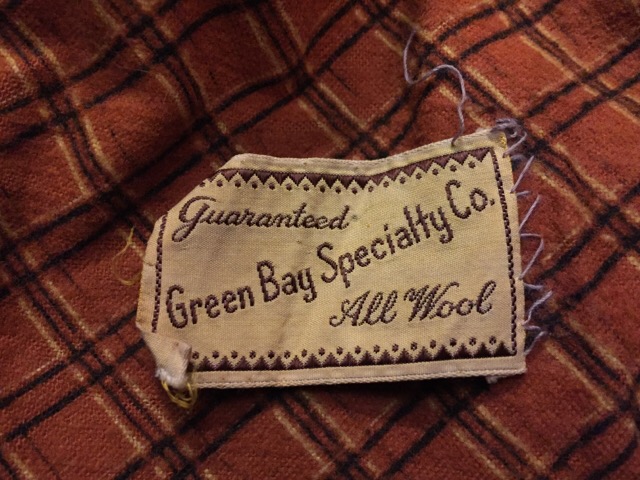 Guaranteed
Green Bay Specialty Co.
All Wool